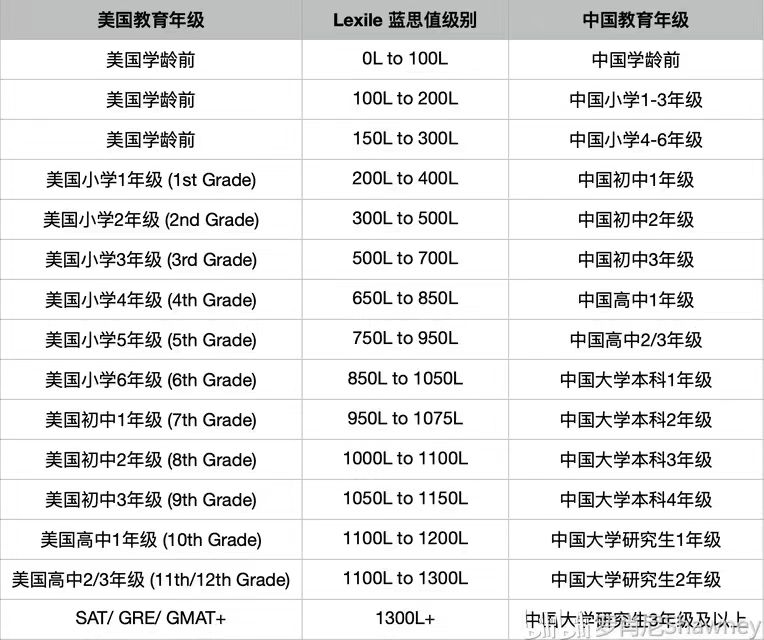 美国教育年级 Lexile 蓝思值级别 中国教育年级
美国学龄前 0L to 100L 中国学龄前
美国学龄前 100L to 200L 中国小学1-3年级
美国学龄前 150L to 300L 中国小学4-6年级
美国小学1年级 (1st Grade) 200L to 400L 中国初中1年级
美国小学2年级 (2nd Grade) 300L to 500L 中国初中2年级
美国小学3年级 (3rd Grade) 500L to 700L 中国初中3年级
美国小学4年级 (4th Grade) 650L to 850L 中国高中1年级
美国小学5年级 (5th Grade) 750L to 950L 中国高中2/3年级
美国小学6年级 (6th Grade) 850L to 1050L 中国大学本科1年级
美国初中1年级 (7th Grade) 950L to 1075L 中国大学本科2年级
美国初中2年级 (8th Grade) 1000L to 1100L 中国大学本科3年级
美国初中3年级 (9th Grade) 1050L to 1150L 中国大学本科4年级
美国高中1年级 (10th Grade) 1100L to 1200L 中国大学研究生1年级
美国高中2/3年级 (11th/12th Grade) 1100L to 1300L 中国大学研究生2年级
SAT/ GRE/ GMAT+ 1300L+ 中国大学研究生3年级及以上
bilibili Shawney